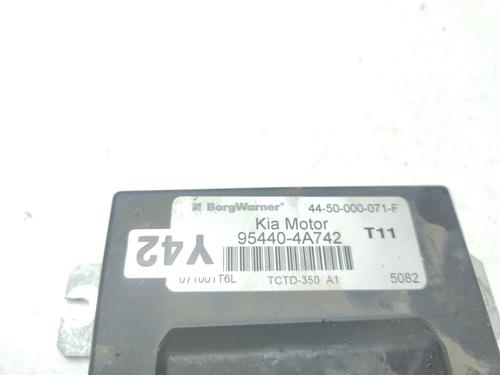 BorgWarner 44-50-000-071-F
Kia Motor
95440-4A742 T11
Y42
071001T6L TCTD-350 A1 5082